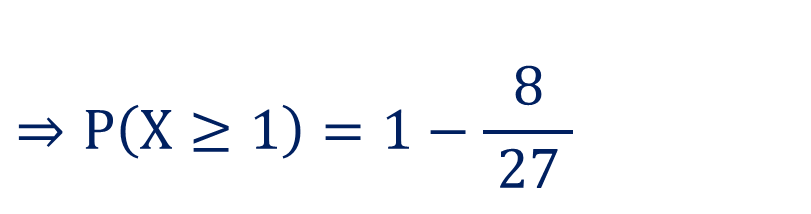 ⇒ P(X ≥ 1) = 1 − 8/27